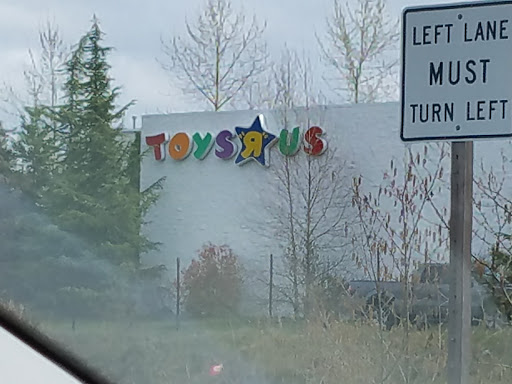 TOYS R US
LEFT LANE
MUST
TURN LEFT